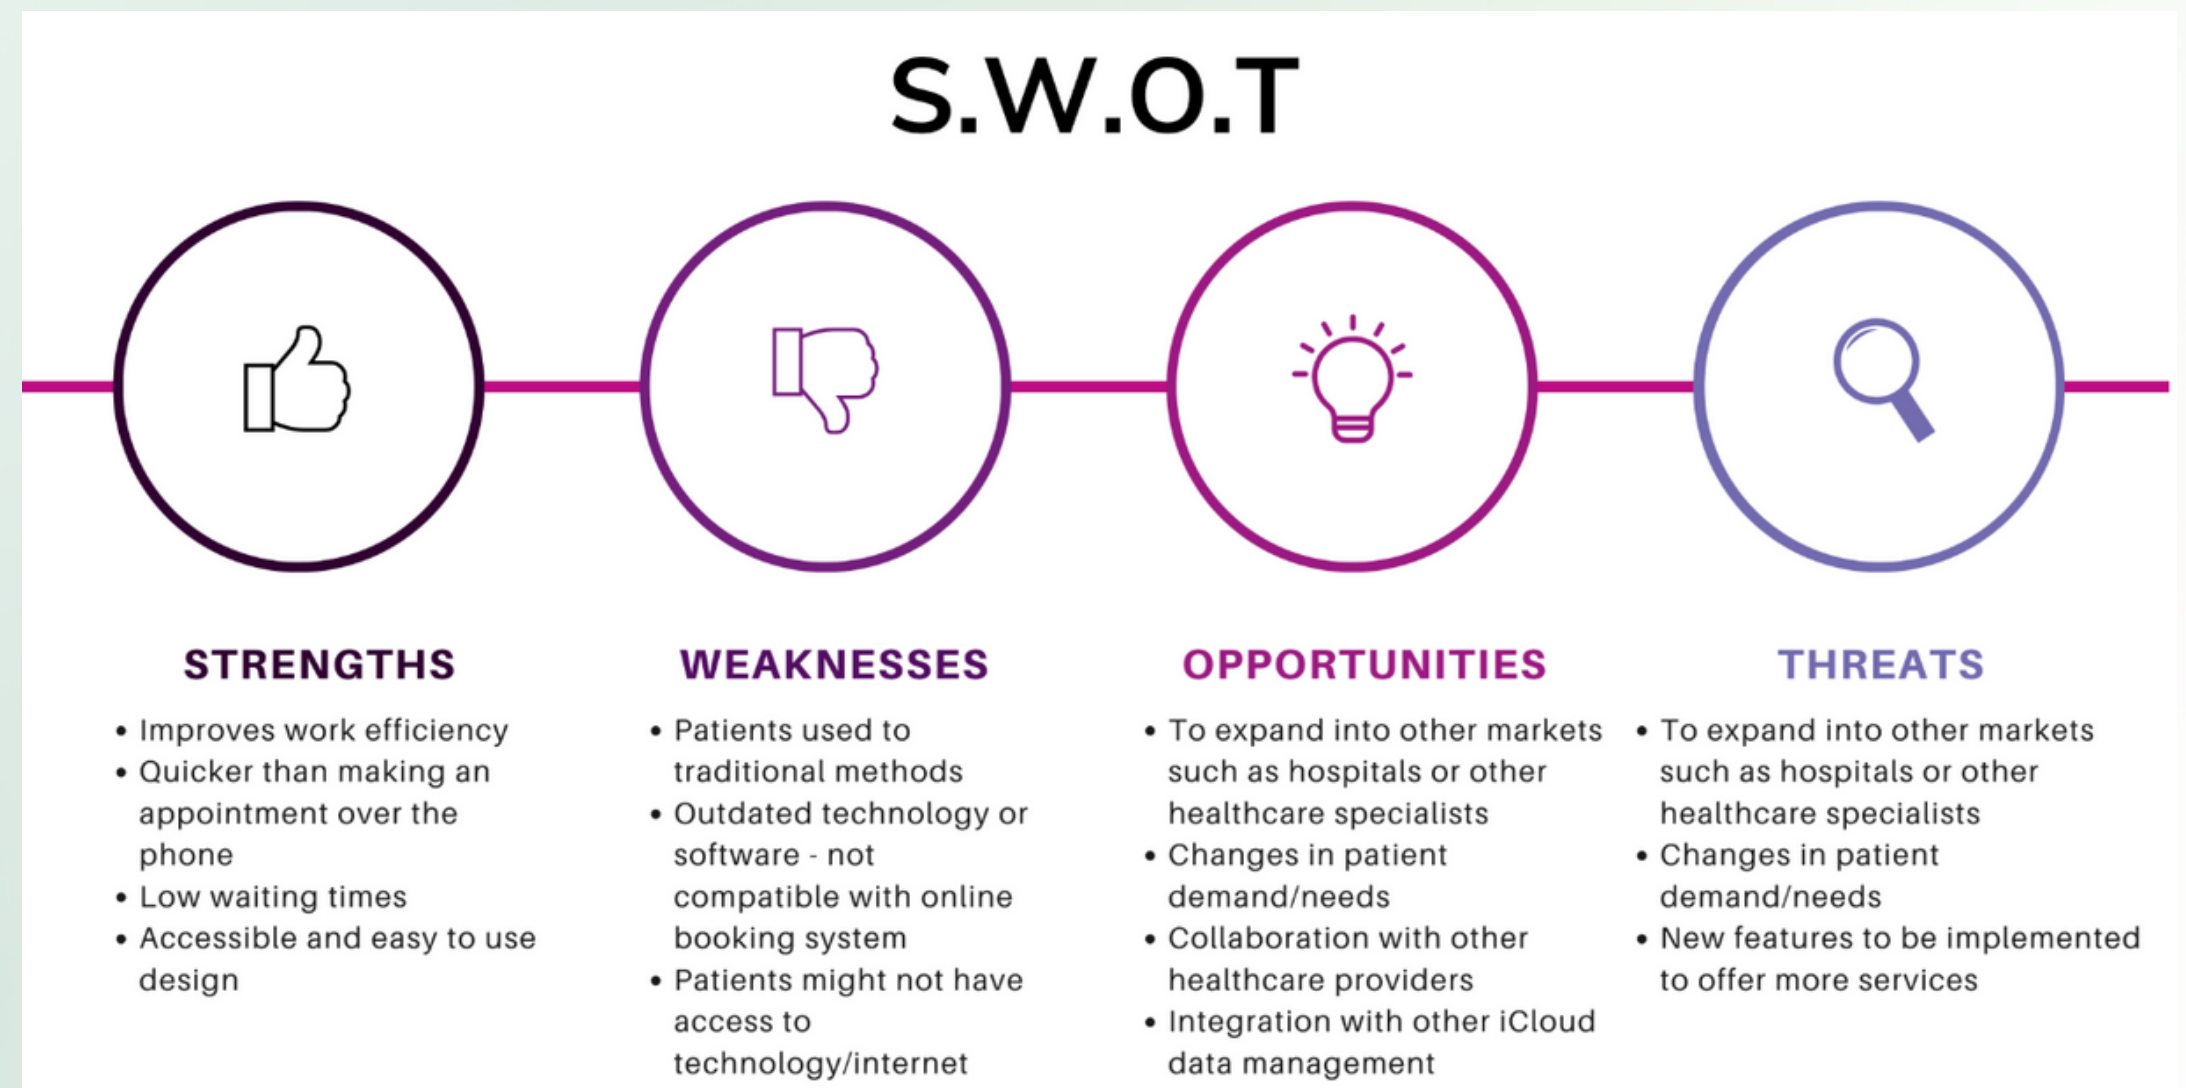 S.W.O.T
STRENGTHS
• Improves work efficiency
• Quicker than making an
appointment over the
phone
• Low waiting times
• Accessible and easy to use
design
WEAKNESSES
• Patients used to
traditional methods
• Outdated technology or
software - not
compatible with online
booking system
• Patients might not have
access to
technology/internet
OPPORTUNITIES
• To expand into other markets
such as hospitals or other
healthcare specialists
• Changes in patient
demand/needs
• Collaboration with other
healthcare providers
• Integration with other iCloud
data management
THREATS
• To expand into other markets
such as hospitals or other
healthcare specialists
• Changes in patient
demand/needs
• New features to be implemented
to offer more services